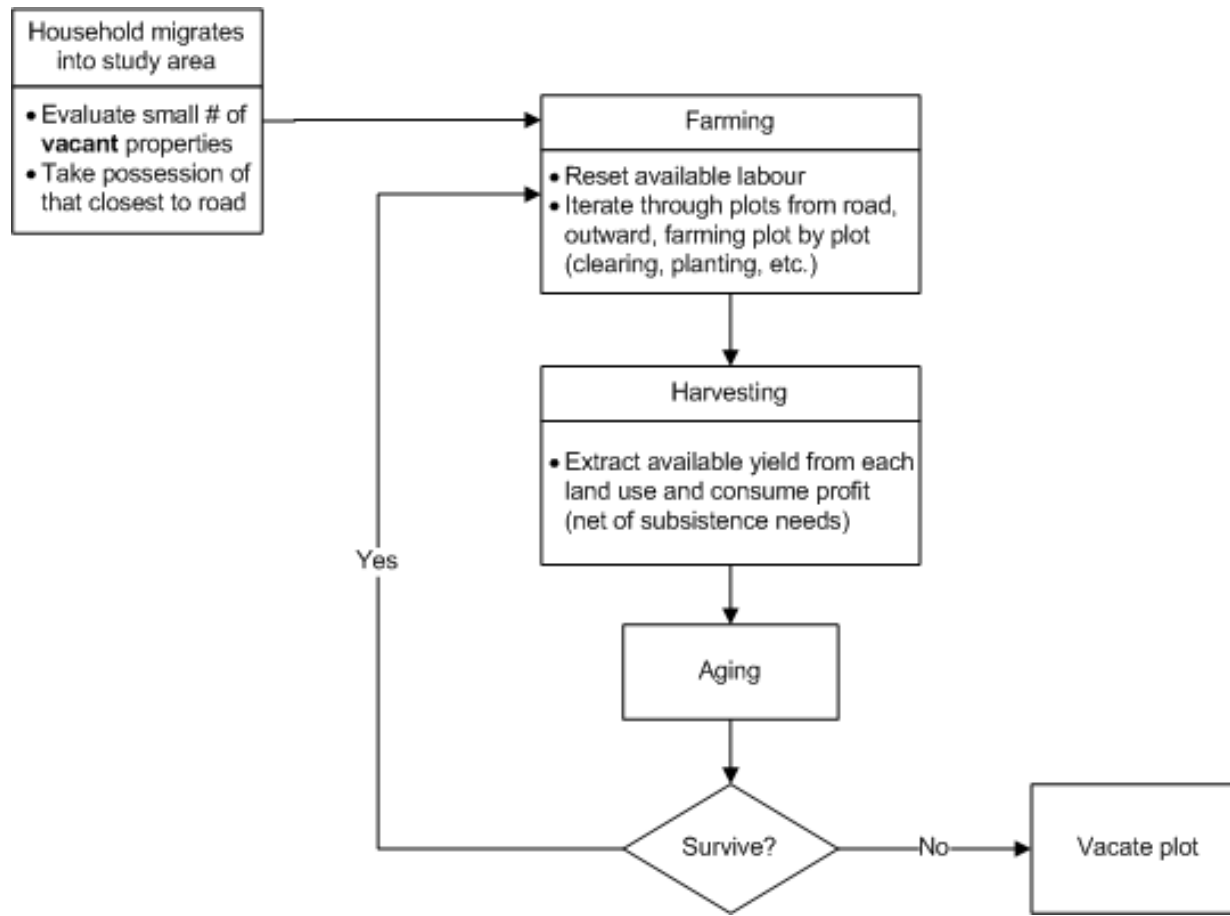 Household migrates
into study area
• Evaluate small # of
vacant properties
• Take possession of
that closest to road
Farming
• Reset available labour
• Iterate through plots from road,
outward, farming plot by plot
(clearing, planting, etc.)
Harvesting
• Extract available yield from each
land use and consume profit
(net of subsistence needs)
Yes
Aging
Survive?
No
Vacate plot